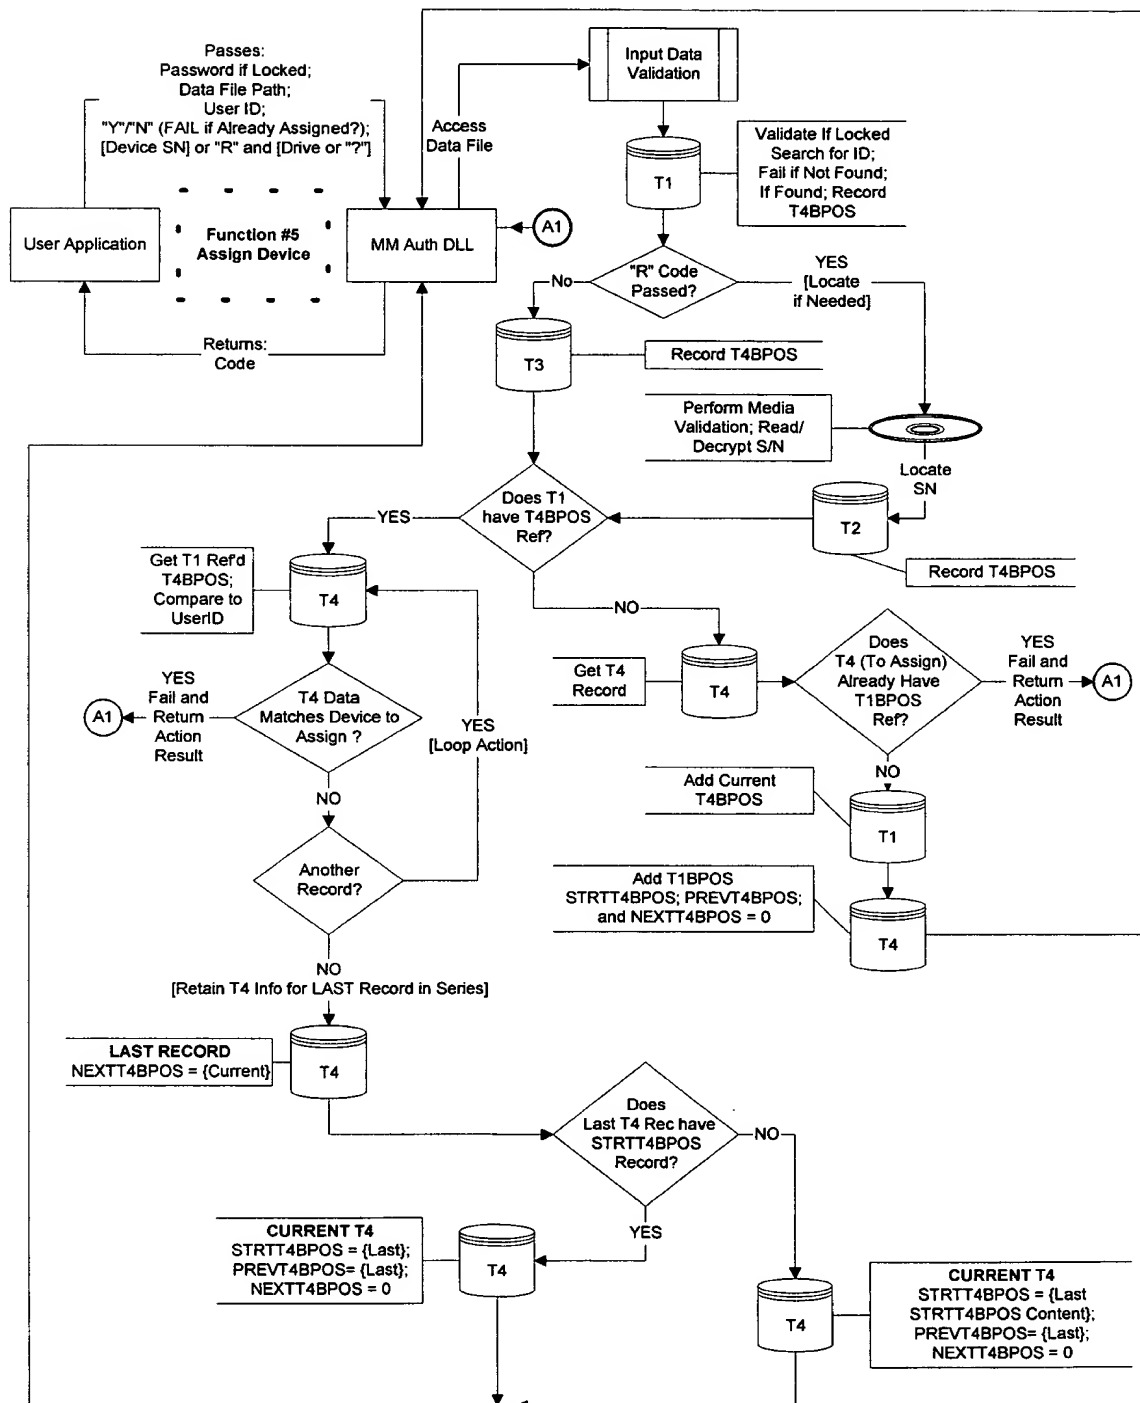 Passes:
Password if Locked;
Data File Path;
User ID;
"Y"/"N" (FAIL if Already Assigned?);
[Device SN] or "R" and [Drive or "?"]
Access
Data File
Input Data
Validation
T1
Validate If Locked
Search for ID;
Fail if Not Found;
If Found; Record
T4BPOS
User Application
Function #5
Assign Device
MM Auth DLL
A1
Returns:
Code
"R" Code
Passed?
No
YES
[Locate
if Needed]
T3
Record T4BPOS
Perform Media
Validation; Read/
Decrypt S/N
Locate
SN
T2
Record T4BPOS
Does T1
have T4BPOS
Ref?
YES
NO
Get T1 Ref'd
T4BPOS;
Compare to
UserID
T4
T4 Data
Matches Device to
Assign ?
YES
Fail and
Return
Action
Result
A1
YES
[Loop Action]
NO
Another
Record?
NO
[Retain T4 Info for LAST Record in Series]
Get T4
Record
T4
Does
T4 (To Assign)
Already Have
T1BPOS
Ref?
YES
Fail and
Return
Action
Result
A1
NO
Add Current
T4BPOS
T1
Add T1BPOS
STRTT4BPOS; PREVT4BPOS;
and NEXTT4BPOS = 0
T4
LAST RECORD
NEXTT4BPOS = {Current}
T4
Does
Last T4 Rec have
STRTT4BPOS
Record?
NO
YES
CURRENT T4
STRTT4BPOS = {Last};
PREVT4BPOS= {Last};
NEXTT4BPOS = 0
T4
T4
CURRENT T4
STRTT4BPOS = {Last
STRTT4BPOS Content};
PREVT4BPOS= {Last};
NEXTT4BPOS = 0